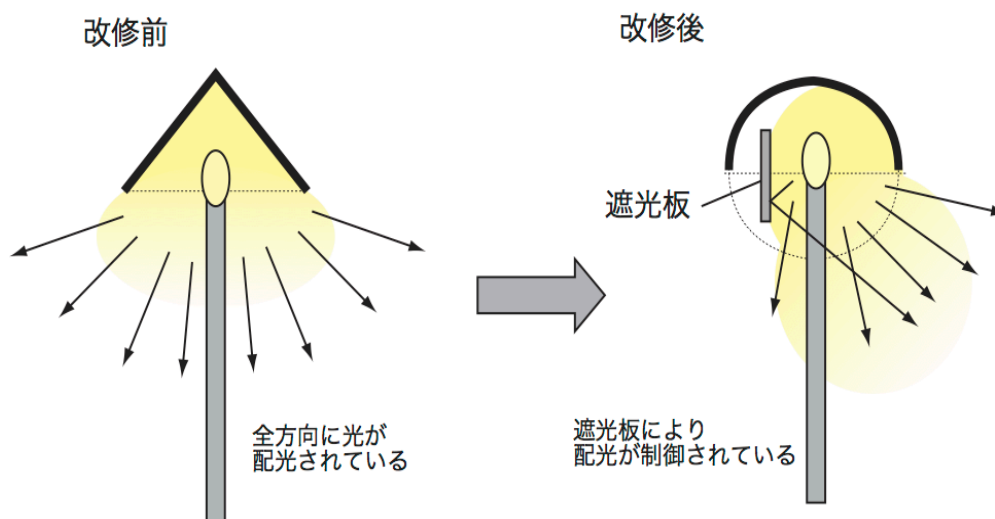 改修前
改修後
遮光板
全方向に光が
配光されている
遮光板により
配光が制御されている